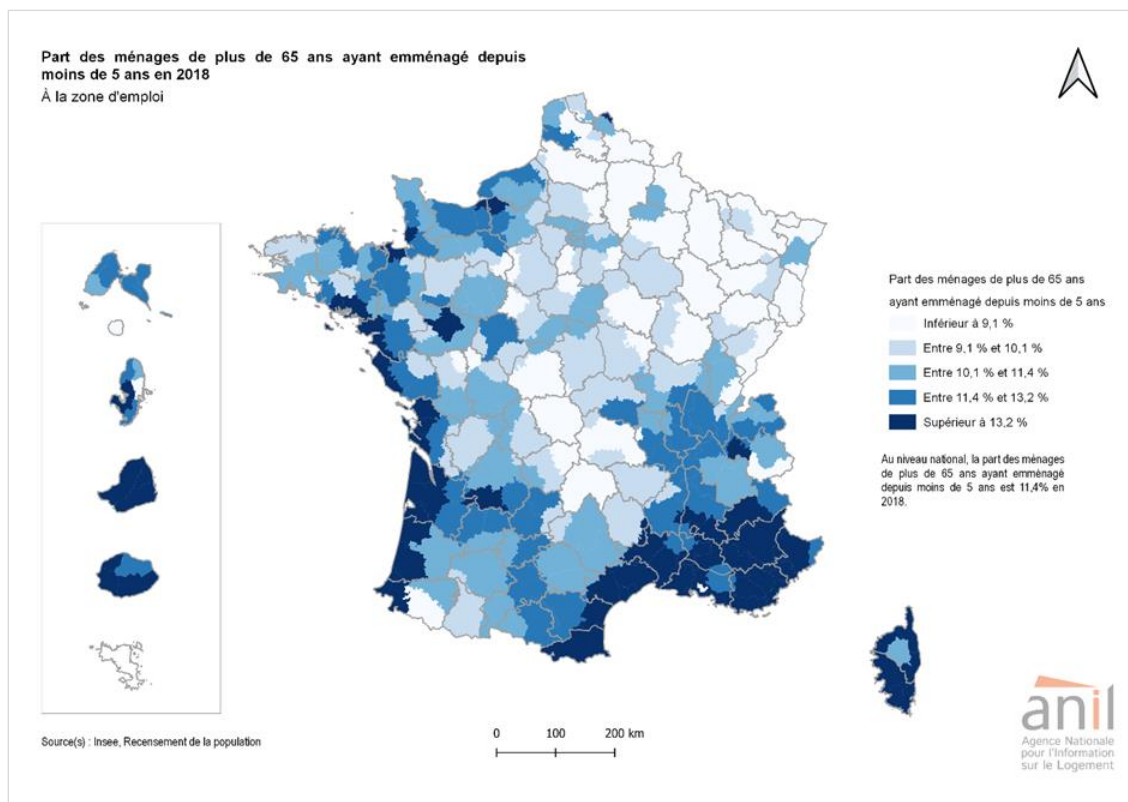 Part des ménages de plus de 65 ans ayant emménagé depuis
moins de 5 ans en 2018
À la zone d'emploi
Part des ménages de plus de 65 ans
ayant emménagé depuis moins de 5 ans
Inférieur à 9,1 %
Entre 9,1 % et 10,1 %
Entre 10,1 % et 11,4 %
Entre 11,4 % et 13,2 %
Supérieur à 13,2 %
Au niveau national, la part des ménages
de plus de 65 ans ayant emménagé
depuis moins de 5 ans est 11,4% en
2018.
Source(s) : Insee, Recensement de la population
0 100 200 km
anil
Agence Nationale
pour l'Information
sur le Logement